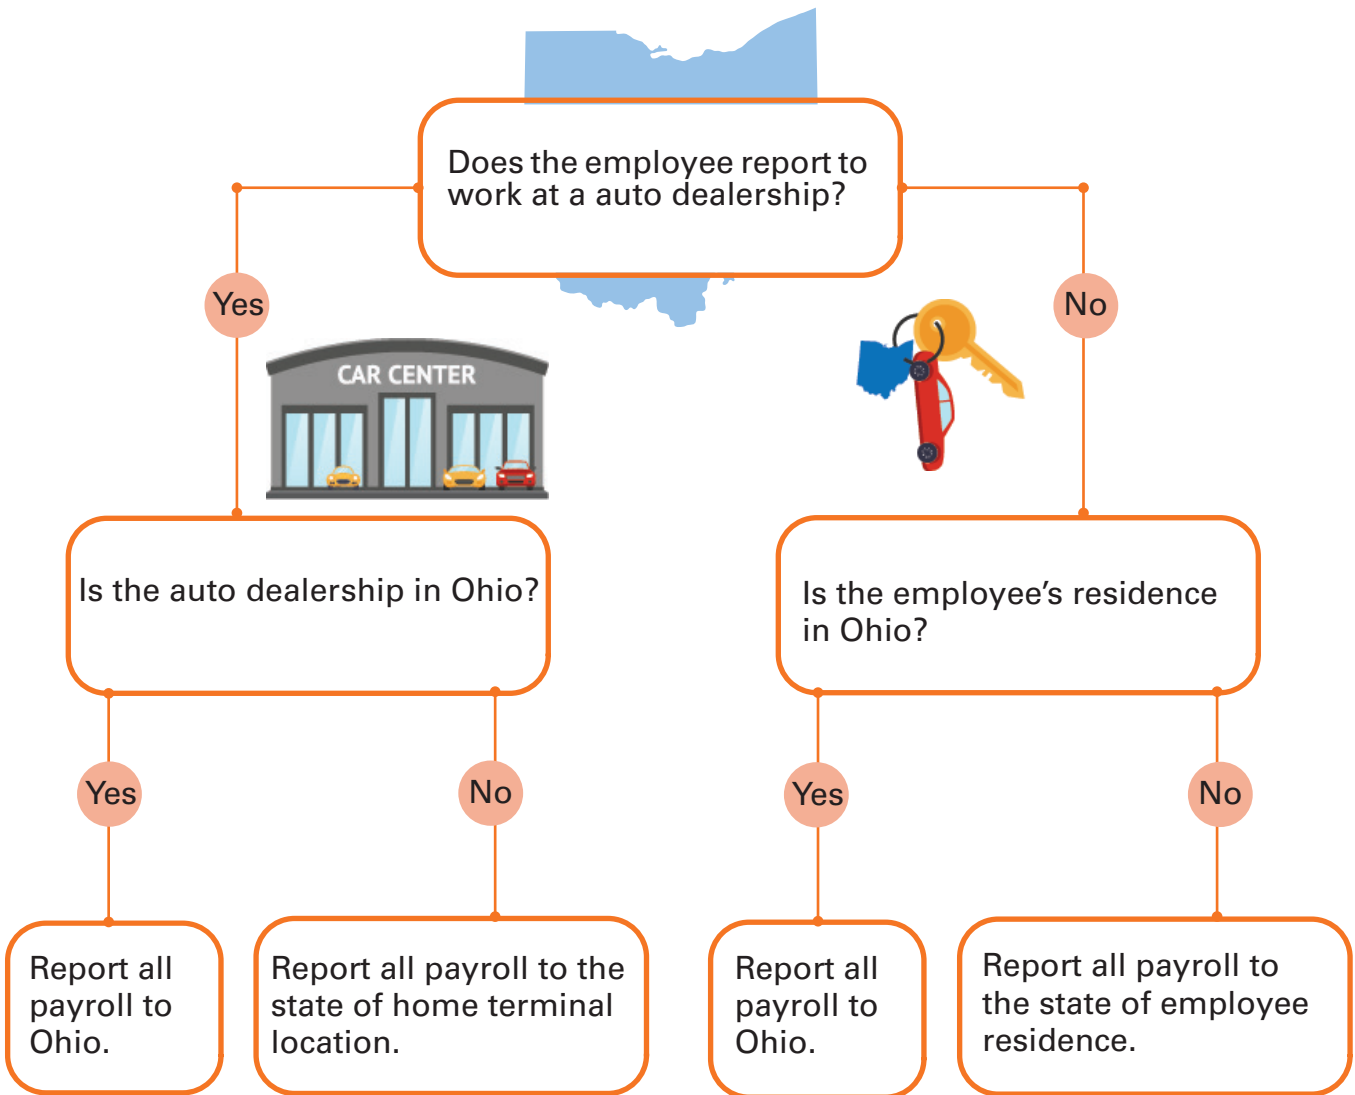 Does the employee report to
work at a auto dealership?
Yes
No
CAR CENTER
Is the auto dealership in Ohio?
Is the employee's residence
in Ohio?
Yes
No
Yes
No
Report all
payroll to
Ohio.
Report all payroll to the
state of home terminal
location.
Report all
payroll to
Ohio.
Report all payroll to
the state of employee
residence.